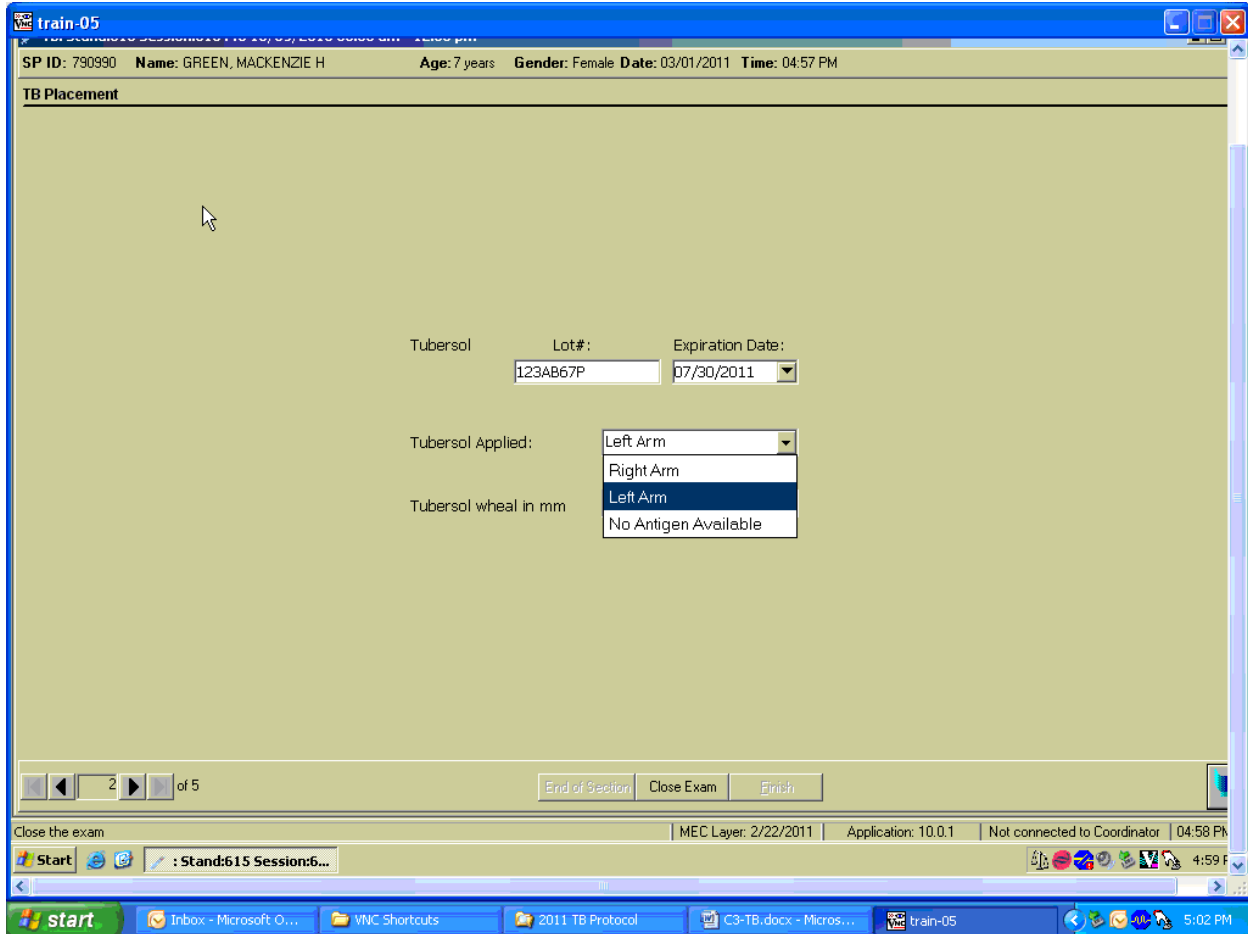 train-05
SP ID: 790990 Name: GREEN, MACKENZIE H Age: 7 years Gender: Female Date: 03/01/2011 Time: 04:57 PM
TB Placement
Tubersol Lot#: Expiration Date:
123AB67P 07/30/2011
Tubersol Applied: Left Arm
Right Arm
Left Arm
Tubersol wheal in mm
No Antigen Available
2 of 5 End of Section Close Exam Finish
Close the exam MEC Layer: 2/22/2011 Application: 10.0.1 Not connected to Coordinator 04:58 PM
Start : Stand:615 Session:6... 4:59
start Inbox - Microsoft O... VNC Shortcuts 2011 TB Protocol C3-TB.docx - Micros... train-05 5:02 PM